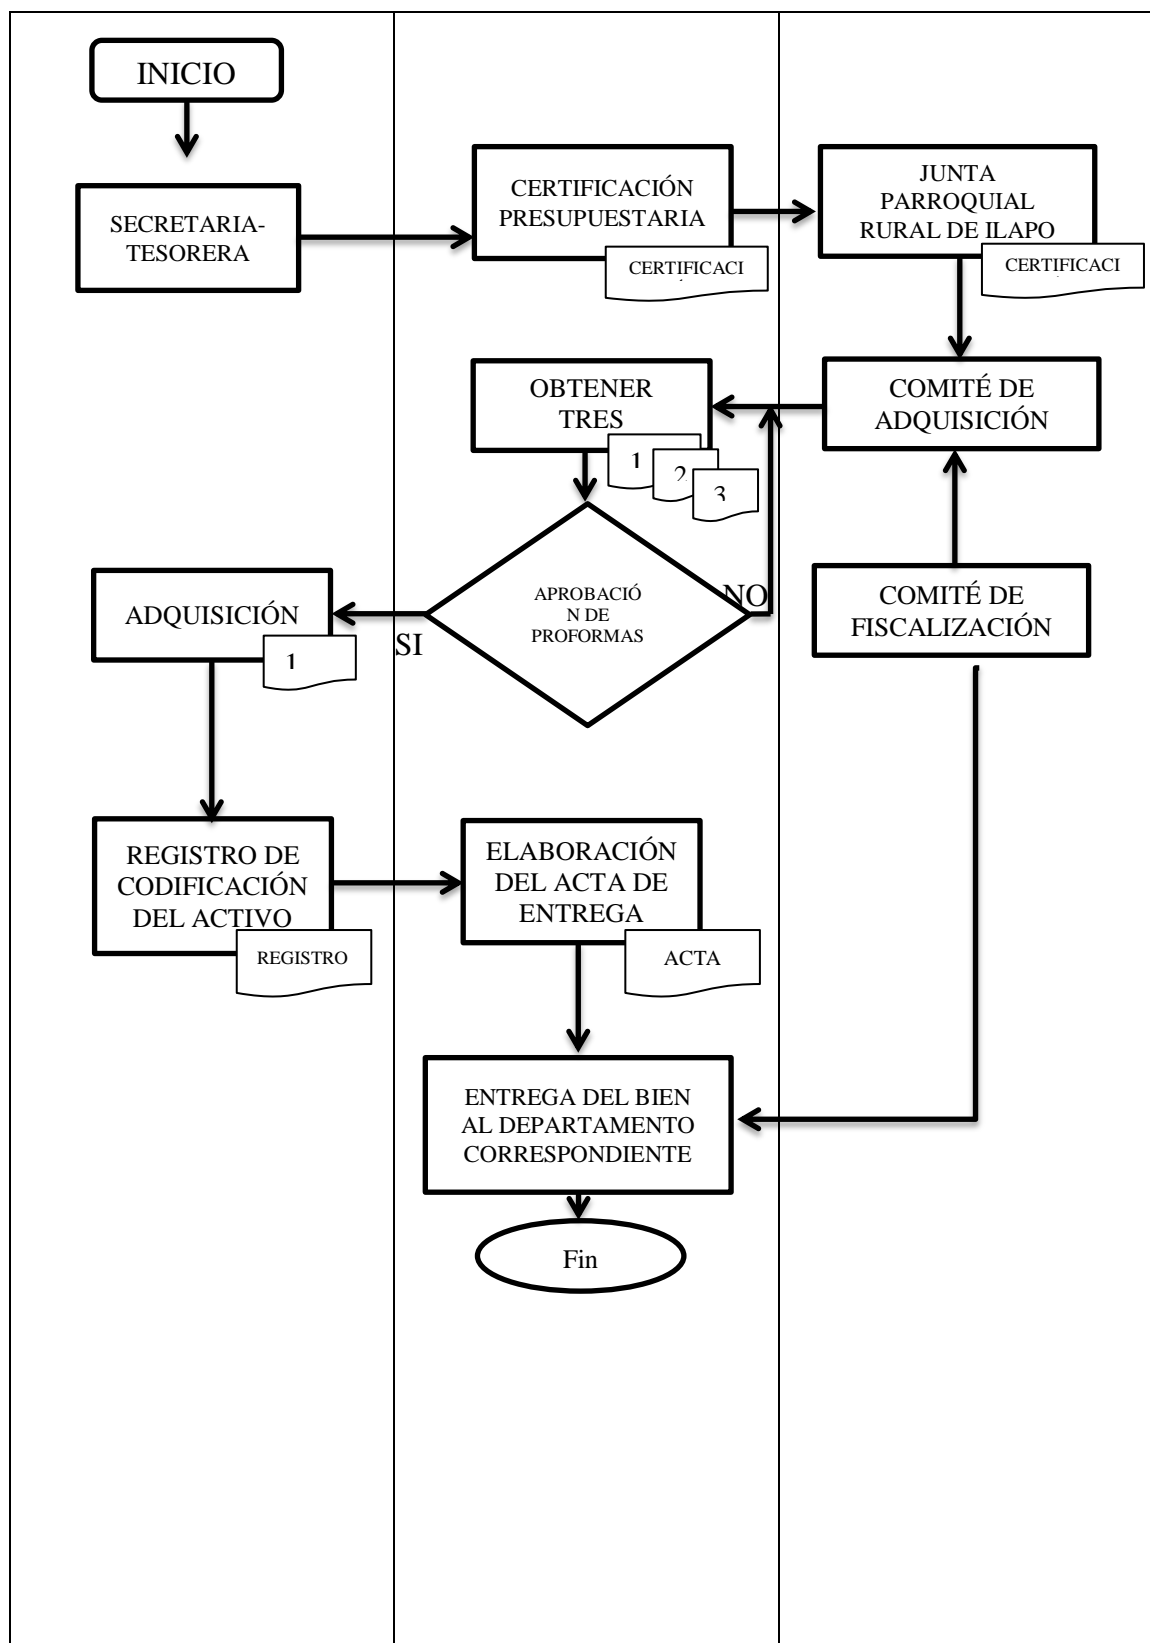 INICIO
SECRETARIA-
TESORERA
CERTIFICACIÓN
PRESUPUESTARIA
CERTIFICACI
JUNTA
PARROQUIAL
RURAL DE ILAPO
CERTIFICACI
COMITÉ DE
ADQUISICIÓN
OBTENER
TRES
1
2
3
COMITÉ DE
FISCALIZACIÓN
APROBACIÓ
N DE
PROFORMAS
NO
SI
ADQUISICIÓN
1
REGISTRO DE
CODIFICACIÓN
DEL ACTIVO
REGISTRO
ELABORACIÓN
DEL ACTA DE
ENTREGA
ACTA
ENTREGA DEL BIEN
AL DEPARTAMENTO
CORRESPONDIENTE
Fin